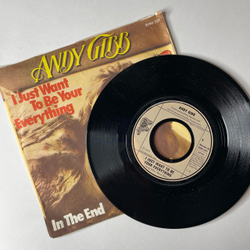 ANDY GIBB
I Just Want
To Be Your
Everything
In The End
ANDY GIBB
I JUST WANT TO BE
YOUR EVERYTHING